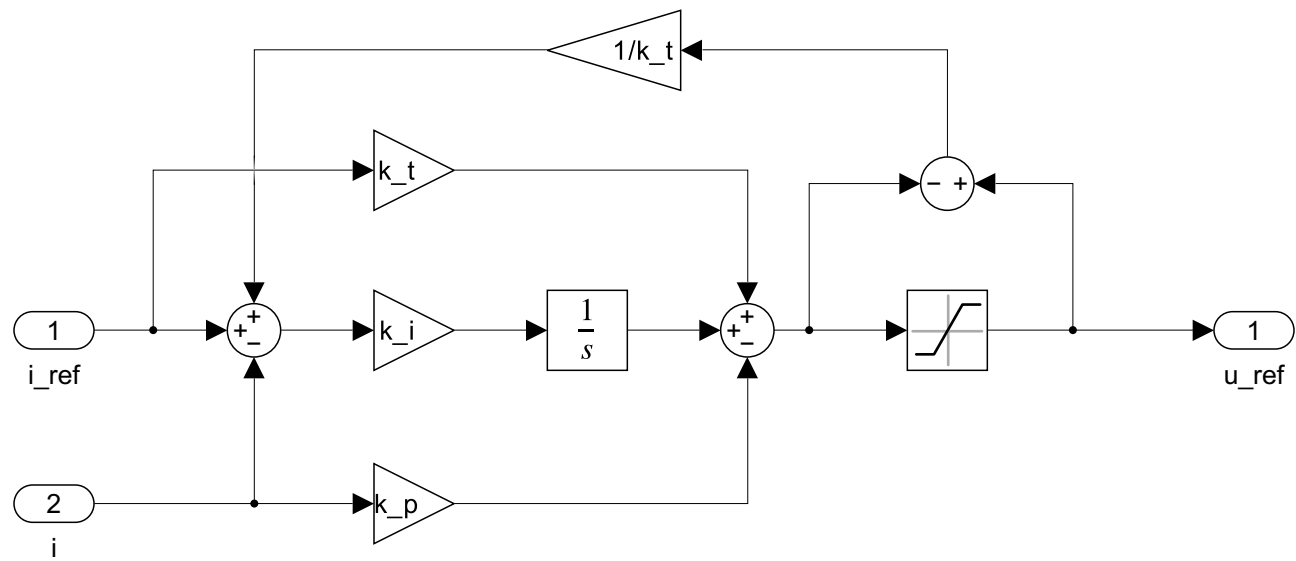 1/k_t
k_t
- +
1
i_ref
+
+
-
k_i
1
s
+
+
-
1
u_ref
2
i
k_p